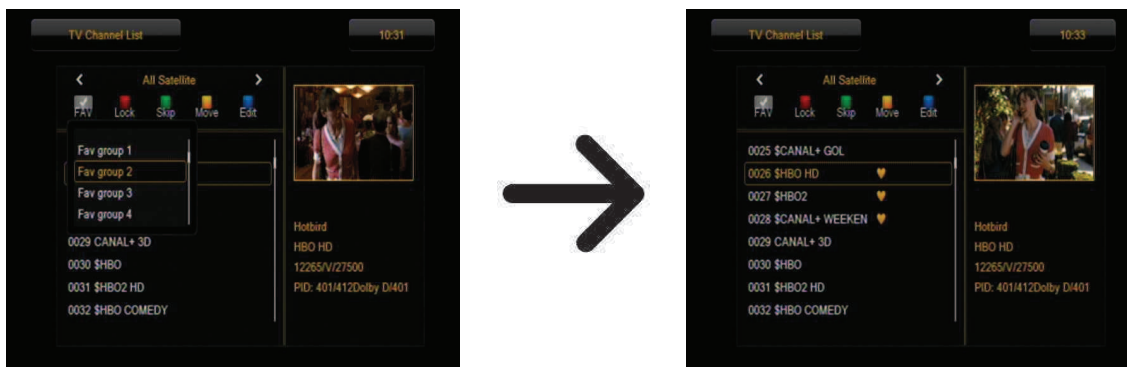 TV Channel List
10:31
All Satellite
FAV Lock Skip Move Edit
Fav group 1
Fav group 2
Fav group 3
Fav group 4
0029 CANAL+ 3D
0030 $HBO
0031 $HBO2 HD
0032 $HBO COMEDY
Hotbird
HBO HD
12265/V/27500
PID: 401/412Dolby D/401
TV Channel List
10:33
All Satellite
FAV Lock Skip Move Edit
0025 $CANAL+ GOL
0026 $HBO HD
0027 $HBO2
0028 $CANAL+ WEEKEN
0029 CANAL+ 3D
0030 $HBO
0031 $HBO2 HD
0032 $HBO COMEDY
Hotbird
HBO HD
12265/V/27500
PID: 401/412Dolby D/401